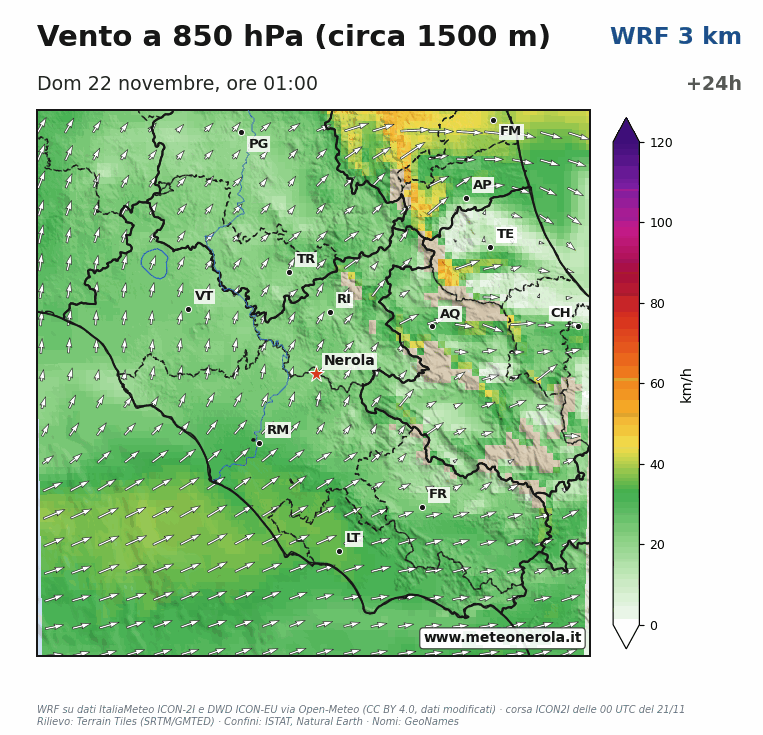 Vento a 850 hPa (circa 1500 m)
WRF 3 km
Dom 22 novembre, ore 01:00
+24h
FM
PG
AP
TE
TR
RI
VT
AQ
CH
Nerola
RM
FR
LT
www.meteonerola.it
120
100
80
60
40
20
0
km/h
WRF su dati ItaliaMeteo ICON-2I e DWD ICON-EU via Open-Meteo (CC BY 4.0, dati modificati) · corsa ICON2I delle 00 UTC del 21/11
Rilievo: Terrain Tiles (SRTM/GMTED) · Confini: ISTAT, Natural Earth · Nomi: GeoNames